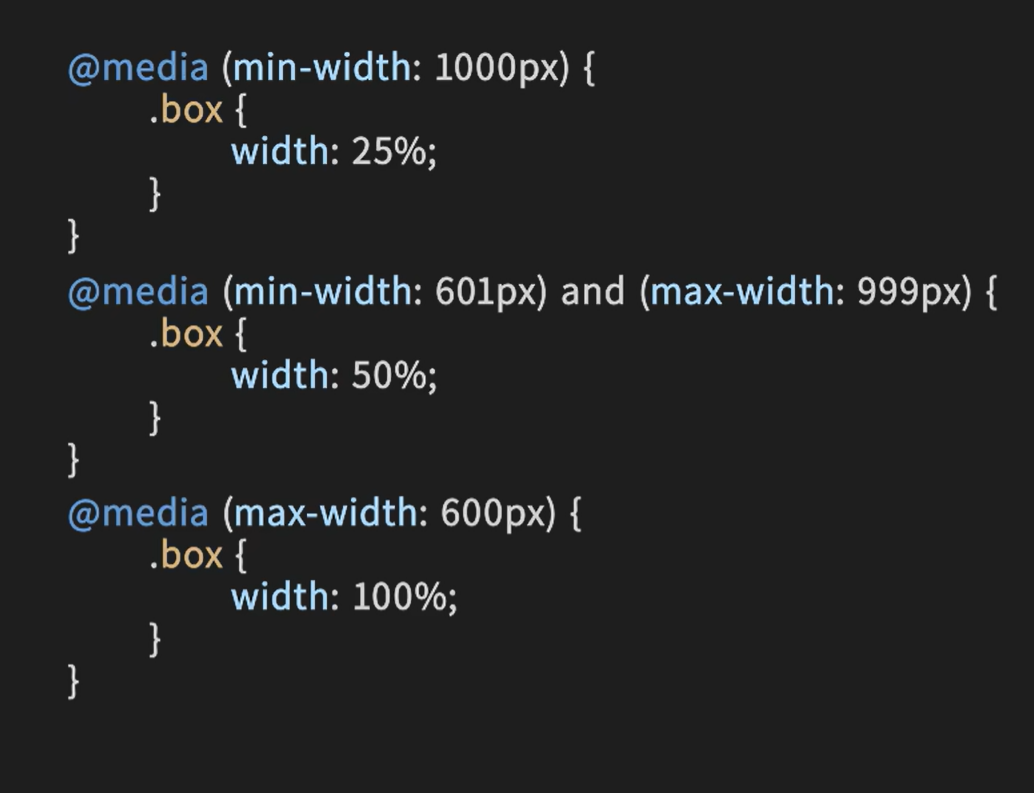 @media (min-width: 1000px) {
.box {
width: 25%;
}
}
@media (min-width: 601px) and (max-width: 999px) {
.box {
width: 50%;
}
}
@media (max-width: 600px) {
.box {
width: 100%;
}
}